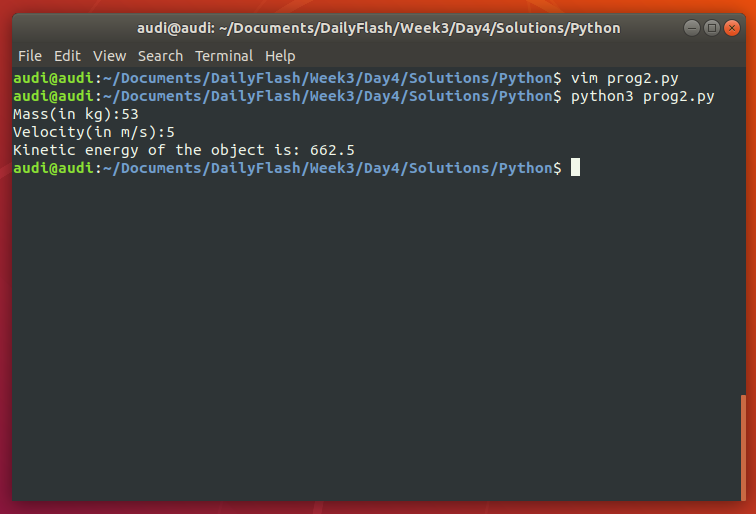 audi@audi: ~/Documents/DailyFlash/Week3/Day4/Solutions/Python
File Edit View Search Terminal Help
audi@audi:~/Documents/DailyFlash/Week3/Day4/Solutions/Python$ vim prog2.py
audi@audi:~/Documents/DailyFlash/Week3/Day4/Solutions/Python$ python3 prog2.py
Mass(in kg):53
Velocity(in m/s):5
Kinetic energy of the object is: 662.5
audi@audi:~/Documents/DailyFlash/Week3/Day4/Solutions/Python$